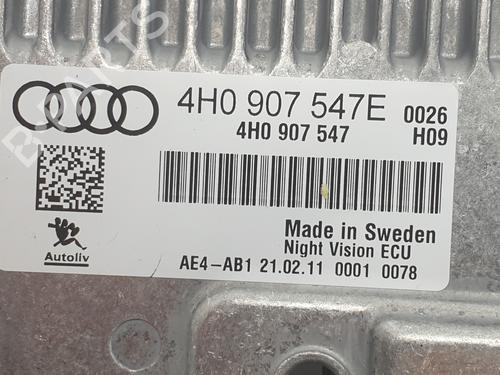 4H0 907 547E 0026
4H0 907 547 H09
Made in Sweden
Night Vision ECU
Autoliv
AE4-AB1 21.02.11 0001 0078